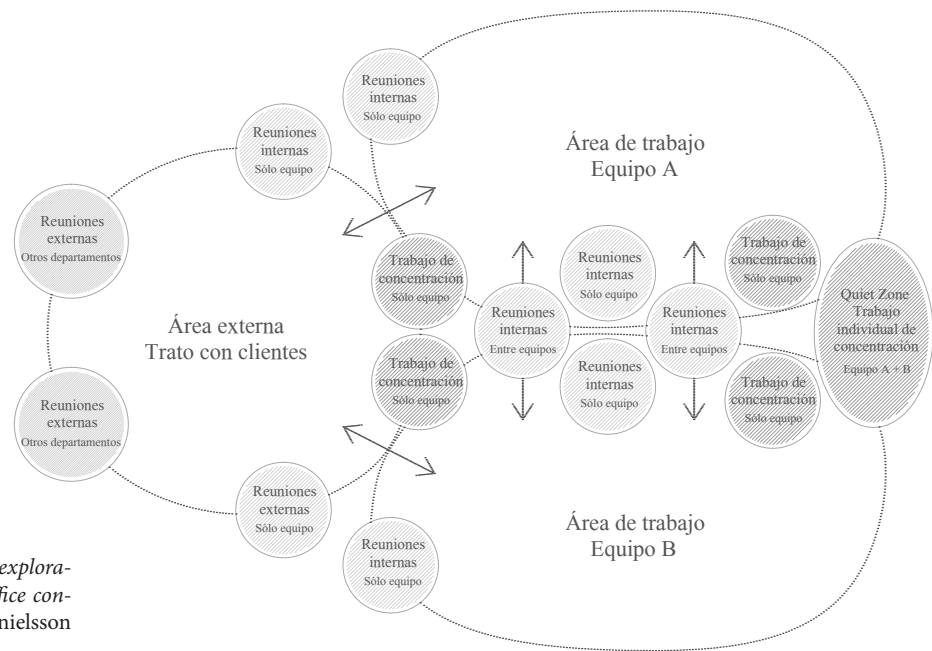 Reuniones
internas
Sólo equipo
Reuniones
internas
Sólo equipo
Área de trabajo
Equipo A
Reuniones
externas
Otros departamentos
Trabajo de
concentración
Sólo equipo
Reuniones
internas
Sólo equipo
Trabajo de
concentración
Sólo equipo
Área externa
Trato con clientes
Reuniones
internas
Entre equipos
Reuniones
internas
Entre equipos
Quiet Zone
Trabajo
individual de
concentración
Equipo A + B
Trabajo de
concentración
Sólo equipo
Reuniones
internas
Sólo equipo
Trabajo de
concentración
Sólo equipo
Reuniones
externas
Otros departamentos
Reuniones
externas
Sólo equipo
Área de trabajo
Equipo B
Reuniones
internas
Sólo equipo
explora-
ffice con-
nielsson